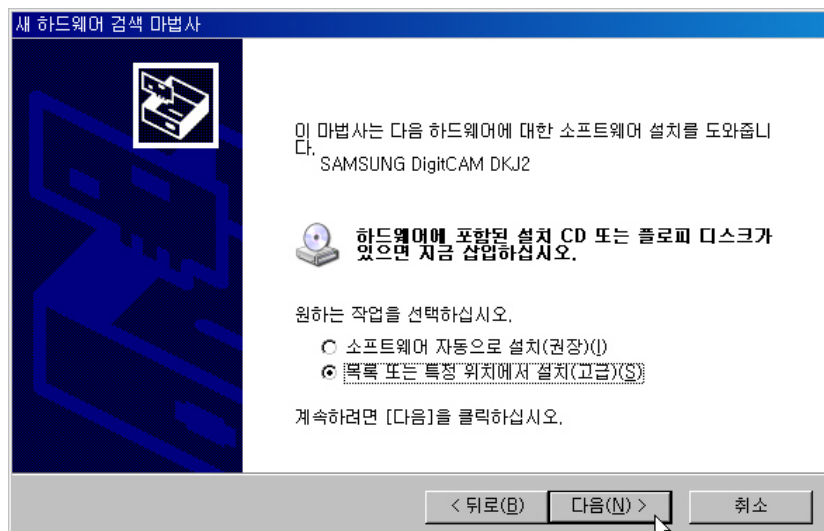 새 하드웨어 검색 마법사
이 마법사는 다음 하드웨어에 대한 소프트웨어 설치를 도와줍니
다.
SAMSUNG DigitCAM DKJ2
하드웨어에 포함된 설치 CD 또는 플로피 디스크가
있으면 지금 삽입하십시오.
원하는 작업을 선택하십시오.
소프트웨어 자동으로 설치(권장)(I)
목록 또는 특정 위치에서 설치(고급)(S)
계속하려면 [다음]을 클릭하십시오.
< 뒤로(B) 다음(N) > 취소